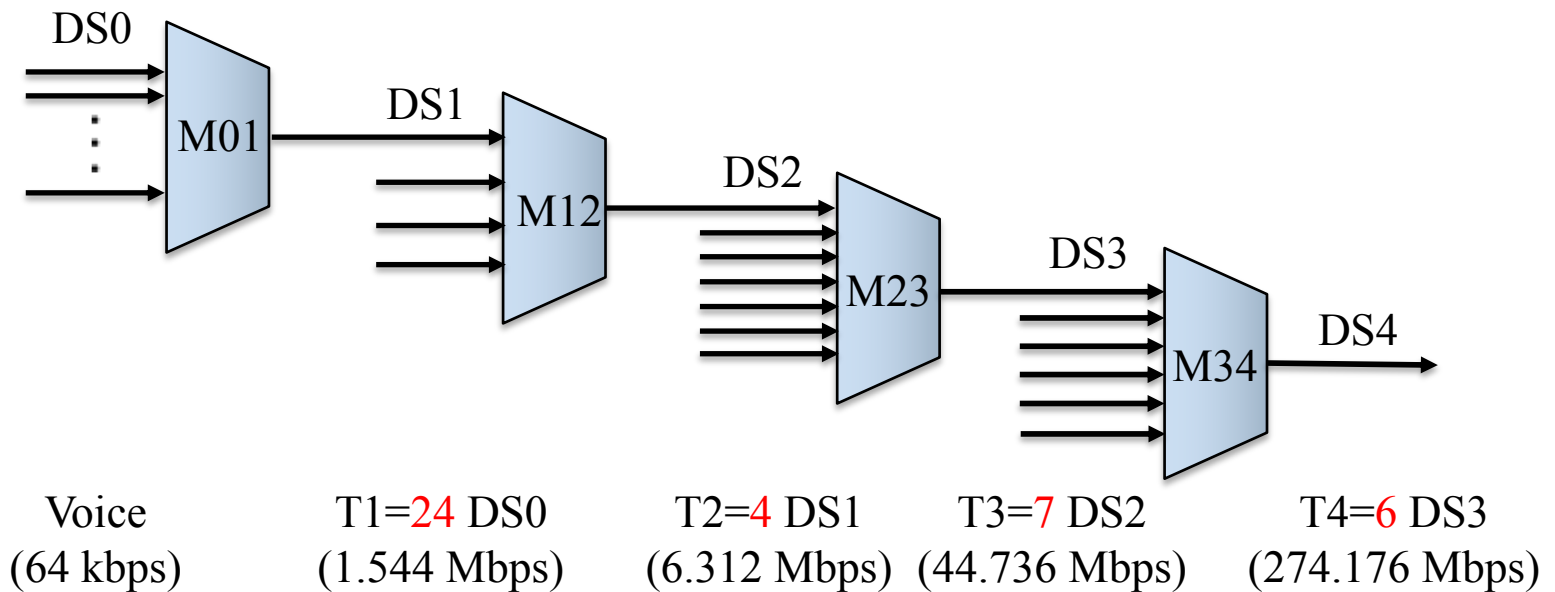 DS0
M01
DS1
M12
DS2
M23
DS3
M34
DS4
Voice
(64 kbps)
T1=24 DS0
(1.544 Mbps)
T2=4 DS1
(6.312 Mbps)
T3=7 DS2
(44.736 Mbps)
T4=6 DS3
(274.176 Mbps)